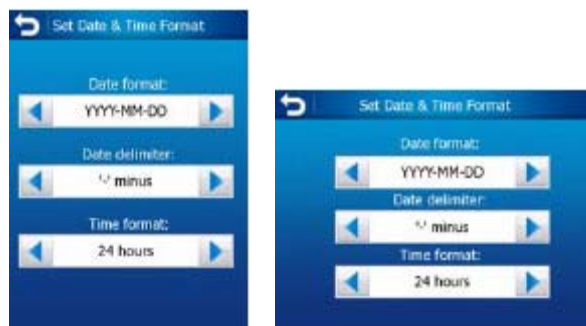 Set Date & Time Format
Date format:
YYYY-MM-DD
Date delimiter:
'-' minus
Time format:
24 hours
Set Date & Time Format
Date format:
YYYY-MM-DD
Date delimiter:
'-' minus
Time format:
24 hours